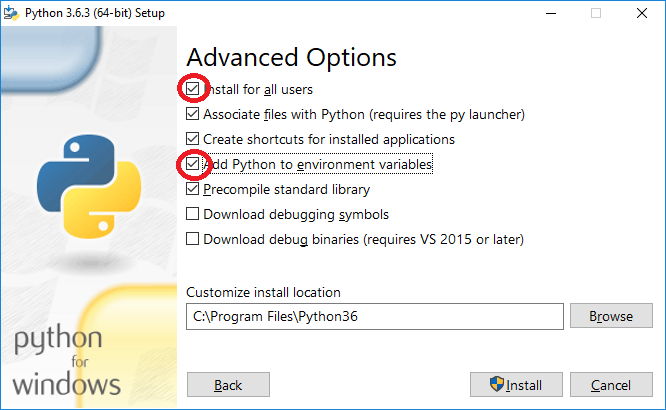 Python 3.6.3 (64-bit) Setup
Advanced Options
Install for all users
Associate files with Python (requires the py launcher)
Create shortcuts for installed applications
Add Python to environment variables
Precompile standard library
Download debugging symbols
Download debug binaries (requires VS 2015 or later)
Customize install location
C:\Program Files\Python36
Browse
python
for
windows
Back
Install
Cancel